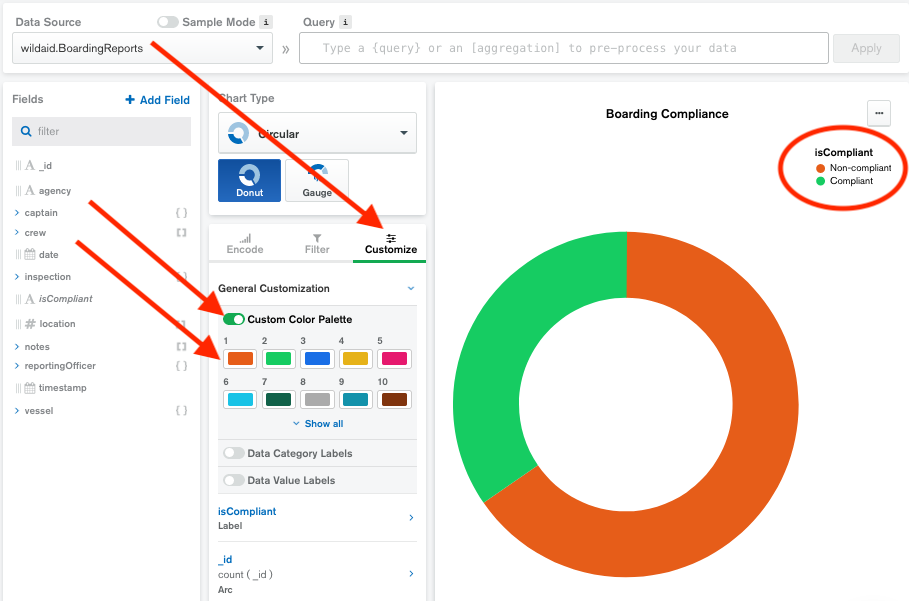 Data Source
Sample Mode i
Query i
wildaid.BoardingReports
»
Type a {query} or an [aggregation] to pre-process your data
Apply
Fields
+ Add Field
filter
A _id
A agency
captain { }
crew [ ]
date
inspection { }
A isCompliant
# location [ ]
notes [ ]
reportingOfficer { }
timestamp
vessel { }
Chart Type
Circular
Donut
Gauge
Encode
Filter
Customize
General Customization
Custom Color Palette
1 2 3 4 5
6 7 8 9 10
Show all
Data Category Labels
Data Value Labels
isCompliant
Label
_id
count ( _id )
Arc
Boarding Compliance
...
isCompliant
Non-compliant
Compliant